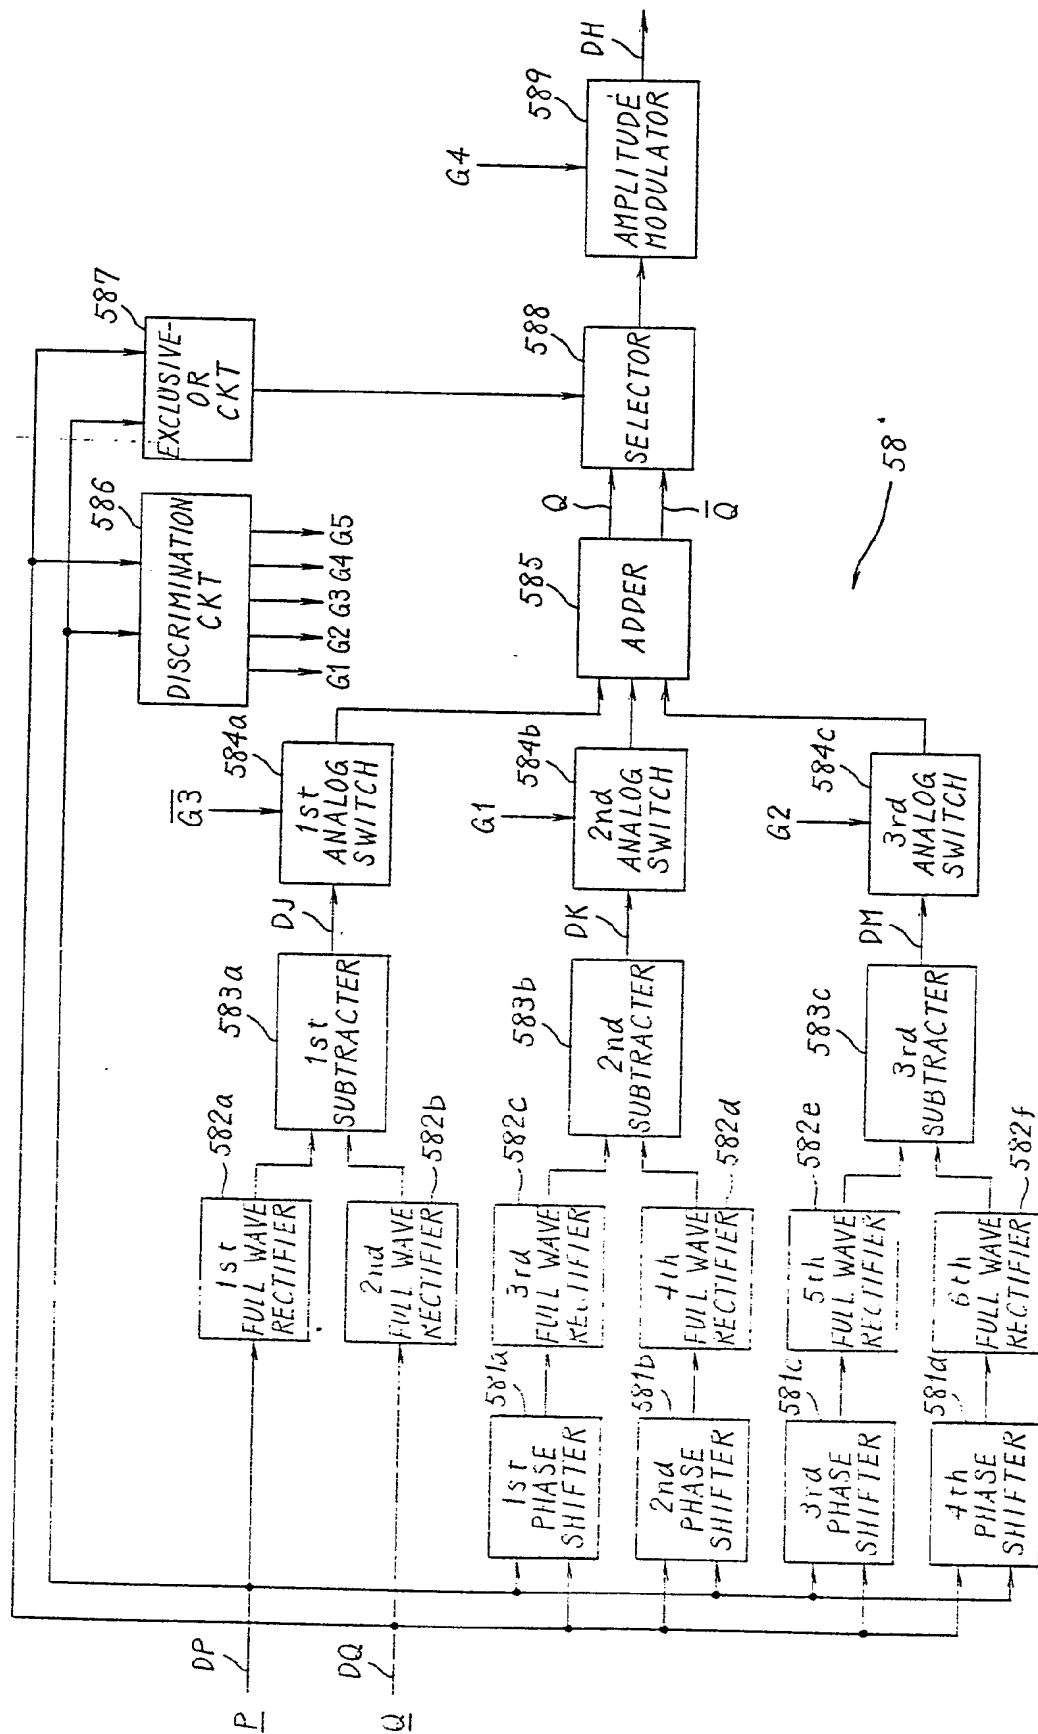 P
DP
Q
DQ
1st
FULL WAVE
RECTIFIER
582a
2nd
FULL WAVE
RECTIFIER
582b
1st
PHASE
SHIFTER
581a
2nd
PHASE
SHIFTER
581b
3rd
PHASE
SHIFTER
581c
4th
PHASE
SHIFTER
581d
3rd
FULL WAVE
RECTIFIER
582c
4th
FULL WAVE
RECTIFIER
582d
5th
FULL WAVE
RECTIFIER
582e
6th
FULL WAVE
RECTIFIER
582f
1st
SUBTRACTER
583a
2nd
SUBTRACTER
583b
3rd
SUBTRACTER
583c
DJ
DK
DM
G̅3̅
1st
ANALOG
SWITCH
584a
G1
2nd
ANALOG
SWITCH
584b
G2
3rd
ANALOG
SWITCH
584c
DISCRIMINATION
CKT
586
G1 G2 G3 G4 G5
EXCLUSIVE-
OR
CKT
587
ADDER
585
Q
Q̅
SELECTOR
588
G4
AMPLITUDE
MODULATOR
589
DH
58